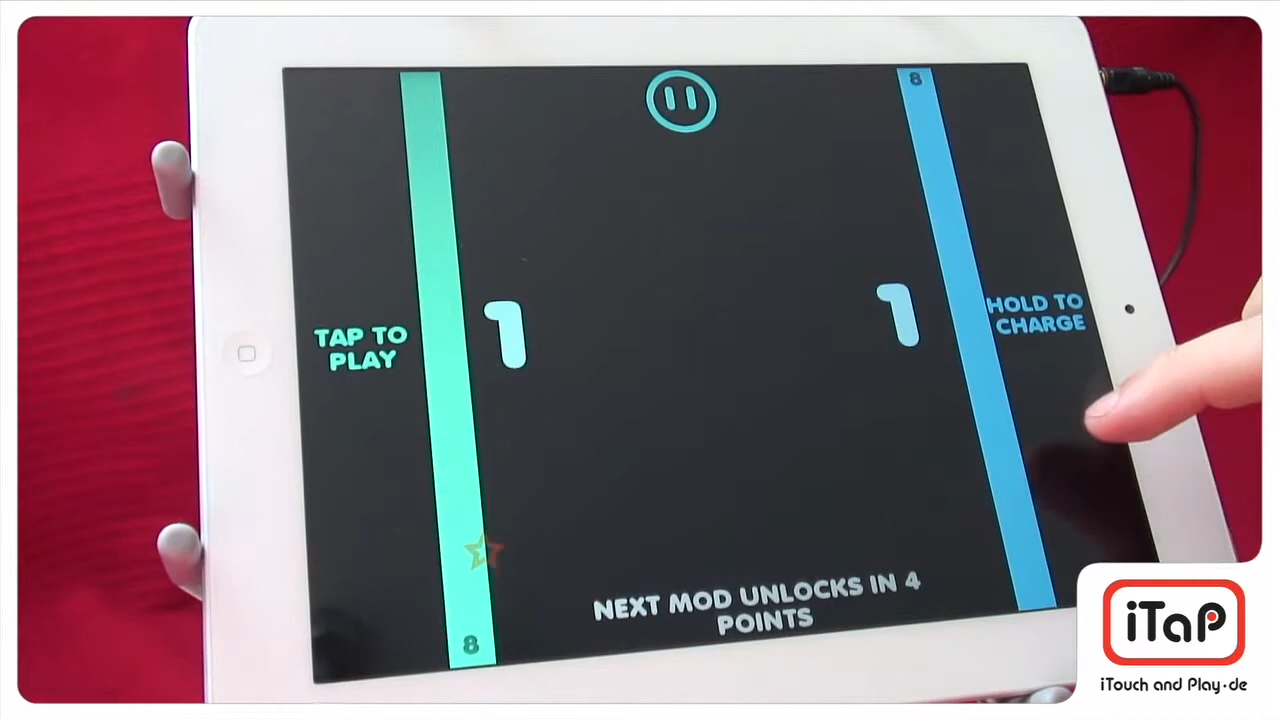 8
TAP TO
PLAY
1
1
HOLD TO
CHARGE
NEXT MOD UNLOCKS IN 4
POINTS
8
iTaP
iTouch and Play.de